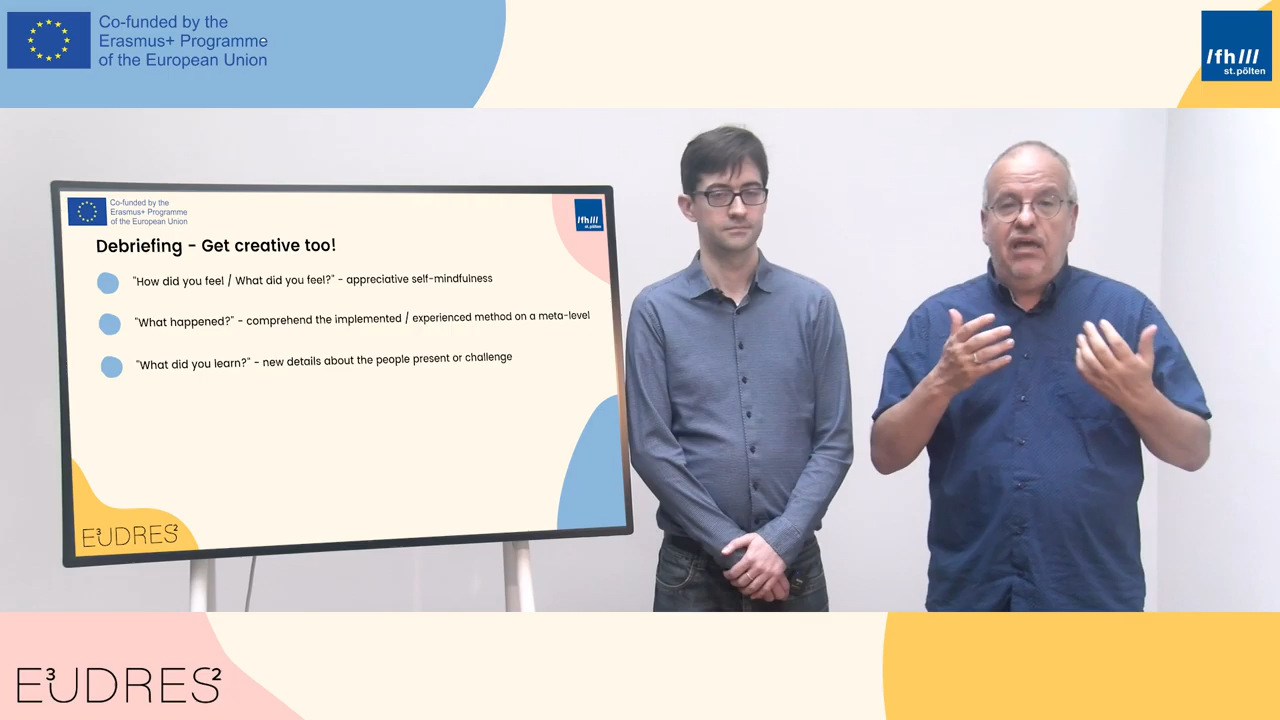 Co-funded by the
Erasmus+ Programme
of the European Union
/fh///
st.pölten
Co-funded by the
Erasmus+ Programme
of the European Union
/fh///
st.pölten
Debriefing - Get creative too!
"How did you feel / What did you feel?" - appreciative self-mindfulness
"What happened?" - comprehend the implemented / experienced method on a meta-level
"What did you learn?" - new details about the people present or challenge
E³UDRES²
E³UDRES²